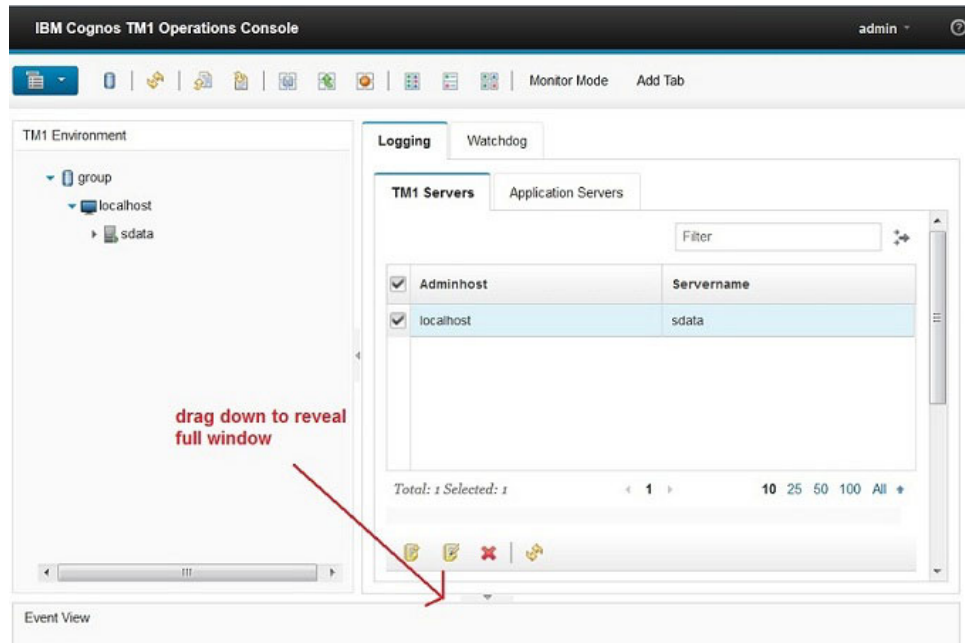 IBM Cognos TM1 Operations Console
admin
Monitor Mode
Add Tab
TM1 Environment
group
localhost
sdata
Logging
Watchdog
TM1 Servers
Application Servers
Filter
Adminhost
Servername
localhost
sdata
drag down to reveal
full window
Total: 1 Selected: 1
1
10 25 50 100 All
Event View